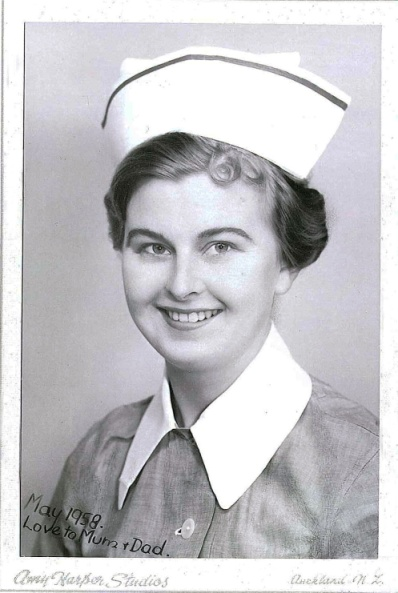 May 1958.
Love to Mum + Dad.
Amy Harper Studios
Auckland N.Z.